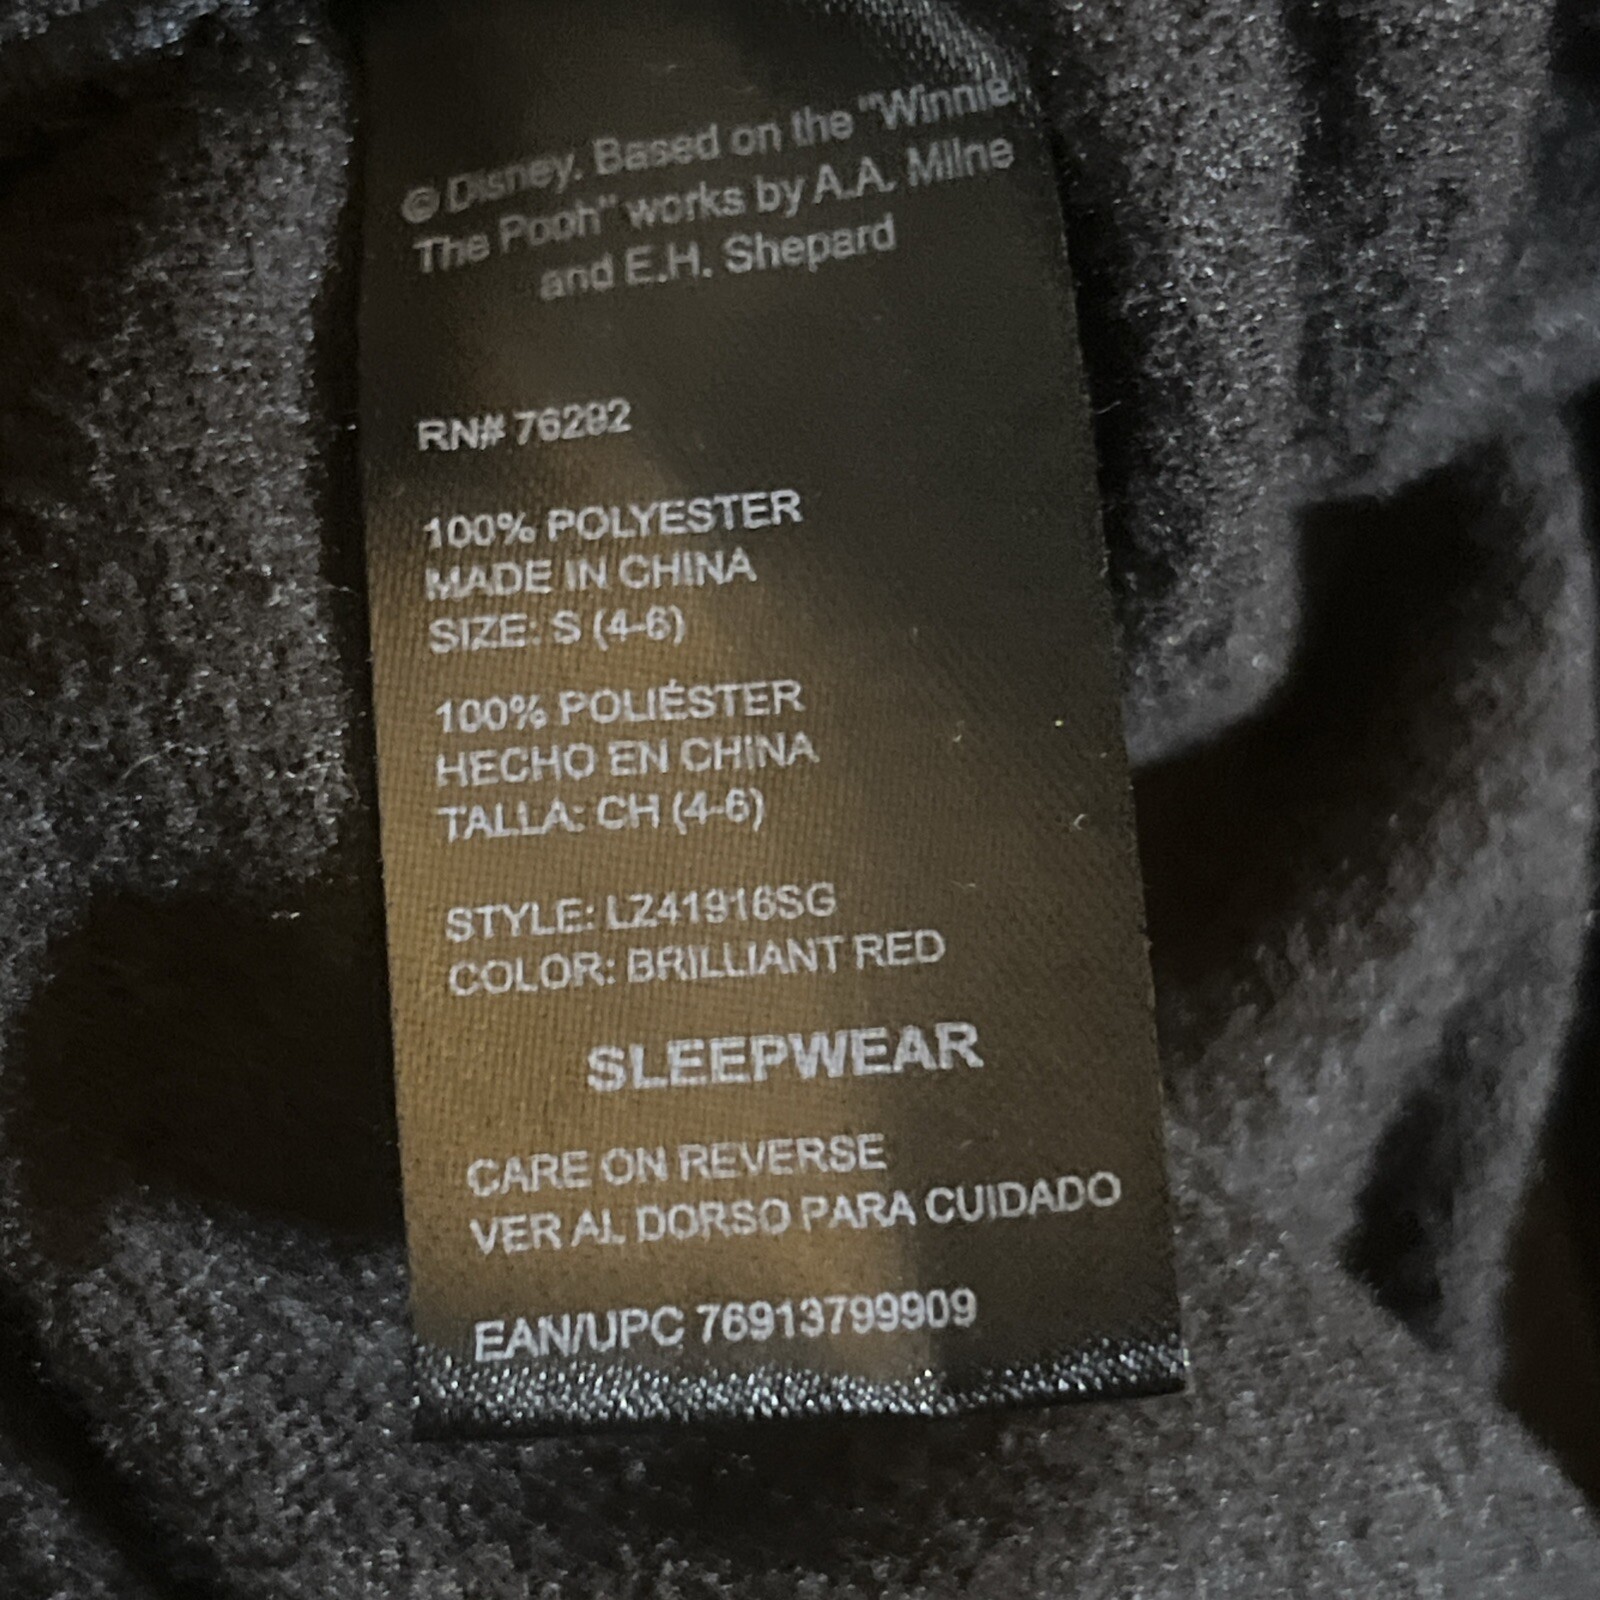 © Disney. Based on the "Winnie
The Pooh" works by A.A. Milne
and E.H. Shepard
RN# 76292
100% POLYESTER
MADE IN CHINA
SIZE: S (4-6)
100% POLIÉSTER
HECHO EN CHINA
TALLA: CH (4-6)
STYLE: LZ41916SG
COLOR: BRILLIANT RED
SLEEPWEAR
CARE ON REVERSE
VER AL DORSO PARA CUIDADO
EAN/UPC 76913799909